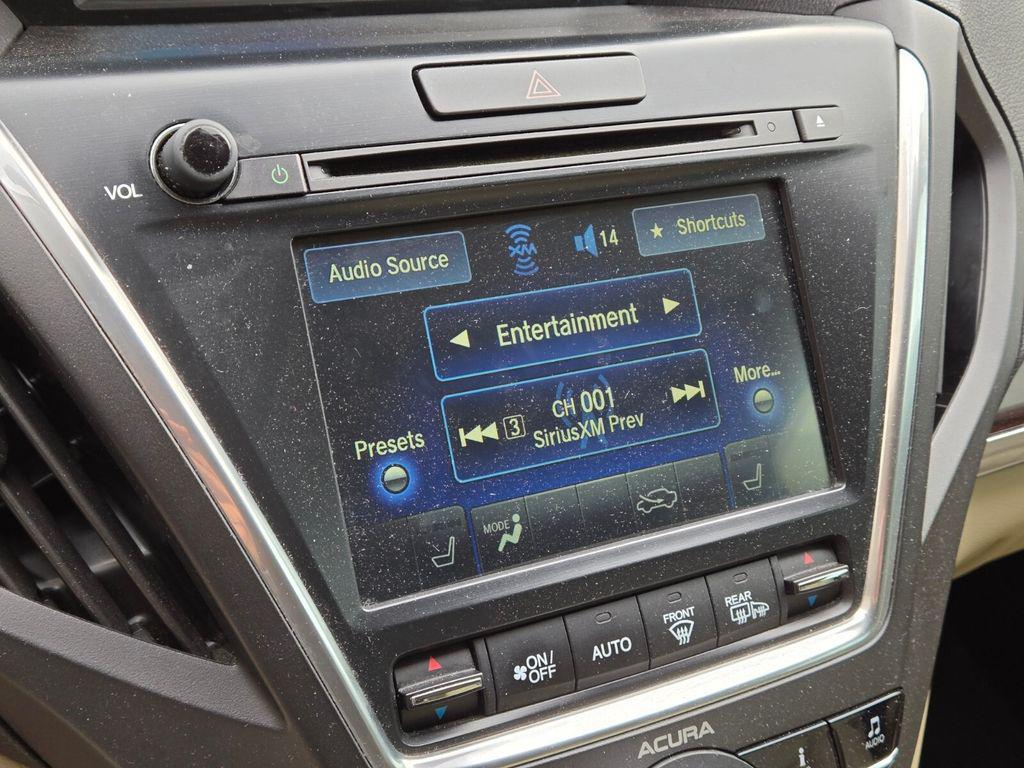 VOL
Audio Source
XM
14
★ Shortcuts
Entertainment
More...
CH 001
3
SiriusXM Prev
Presets
MODE
ON/
OFF
AUTO
FRONT
REAR
ACURA
i
AUDIO